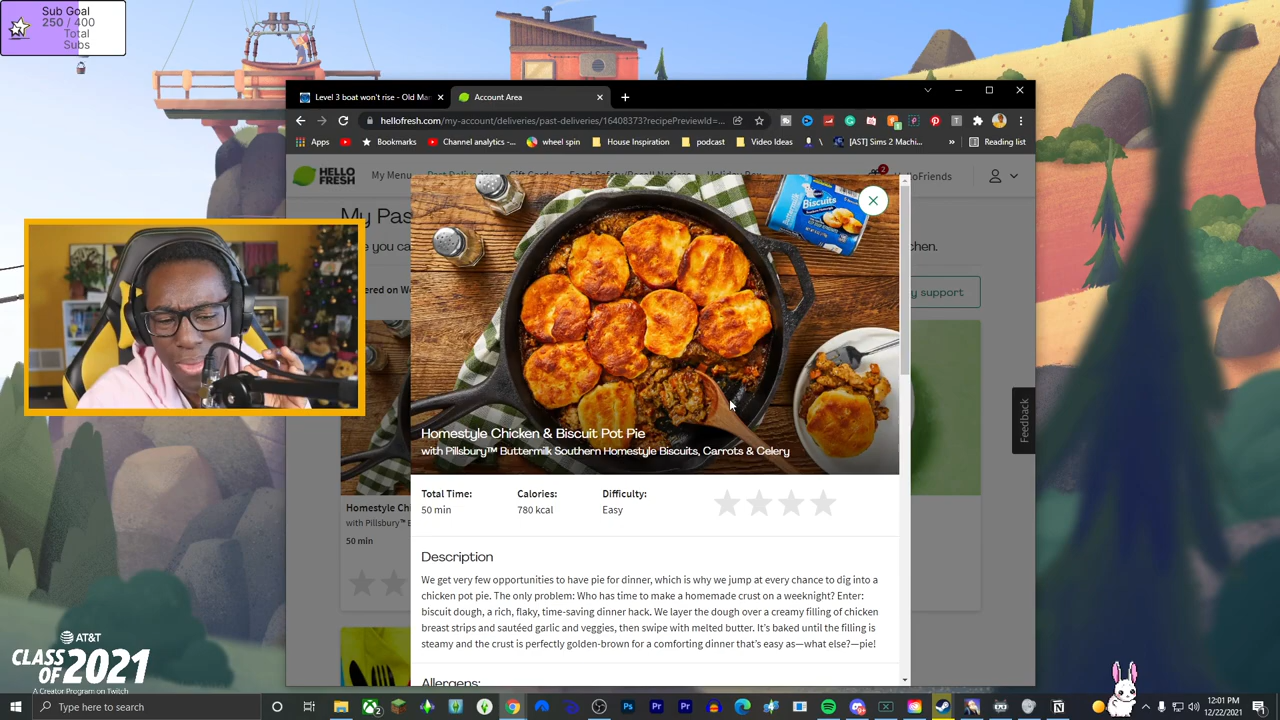 Sub Goal
250 / 400
Total
Subs
Level 3 boat won't rise - Old Ma
Account Area
hellofresh.com/my-account/deliveries/past-deliveries/16408373?recipePreviewId=...
Apps
Bookmarks
Channel analytics -...
wheel spin
House Inspiration
podcast
Video Ideas
\
[AST] Sims 2 Machi...
»
Reading list
HELLO
FRESH
My Menu
2
My Pas
Biscuits
Homestyle Chicken & Biscuit Pot Pie
with Pillsbury™ Buttermilk Southern Homestyle Biscuits, Carrots & Celery
Total Time:
Calories:
Difficulty:
50 min
780 kcal
Easy
Homestyle Chi
with Pillsbury™ B
50 min
Feedback
Description
We get very few opportunities to have pie for dinner, which is why we jump at every chance to dig into a
chicken pot pie. The only problem: Who has time to make a homemade crust on a weeknight? Enter:
biscuit dough, a rich, flaky, time-saving dinner hack. We layer the dough over a creamy filling of chicken
breast strips and sautéed garlic and veggies, then swipe with melted butter. It's baked until the filling is
steamy and the crust is perfectly golden-brown for a comforting dinner that's easy as—what else?—pie!
Allergens:
AT&T
CLASS
OF 2021
A Creator Program on Twitch
Type here to search
12:01 PM
12/22/2021